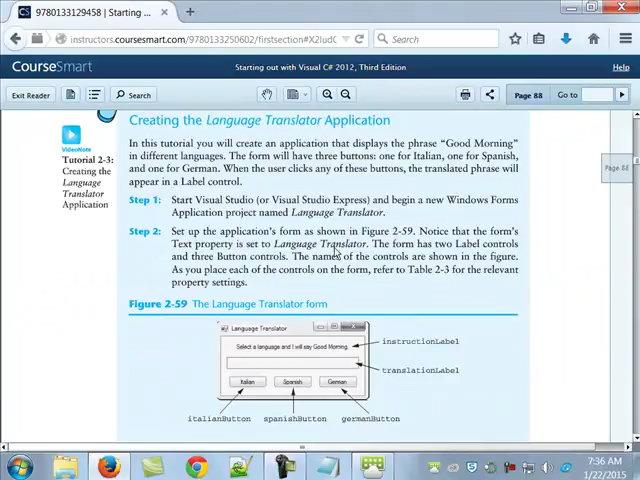 9780133129458 | Starting ...
instructors.coursesmart.com/9780133250602/firstsection#X2ludC
Search
CourseSmart
Starting out with Visual C# 2012, Third Edition
Help
Exit Reader
Search
Page 88
Go to
Page 88
Creating the Language Translator Application
VideoNote
Tutorial 2-3:
Creating the
Language
Translator
Application
In this tutorial you will create an application that displays the phrase “Good Morning”
in different languages. The form will have three buttons: one for Italian, one for Spanish,
and one for German. When the user clicks any of these buttons, the translated phrase will
appear in a Label control.
Step 1: Start Visual Studio (or Visual Studio Express) and begin a new Windows Forms
Application project named Language Translator.
Step 2: Set up the application’s form as shown in Figure 2-59. Notice that the form’s
Text property is set to Language Translator. The form has two Label controls
and three Button controls. The names of the controls are shown in the figure.
As you place each of the controls on the form, refer to Table 2-3 for the relevant
property settings.
Figure 2-59 The Language Translator form
Language Translator
Select a language and I will say Good Morning.
instructionLabel
translationLabel
Italian
Spanish
German
italianButton
spanishButton
germanButton
7:36 AM
1/22/2015